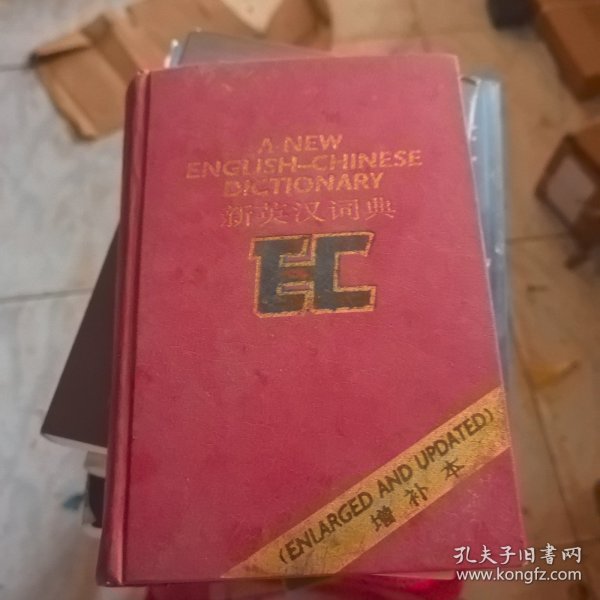 A NEW
ENGLISH-CHINESE
DICTIONARY
新英汉词典
EC
(ENLARGED AND UPDATED)
增补本
孔夫子旧书网
www.kongfz.com